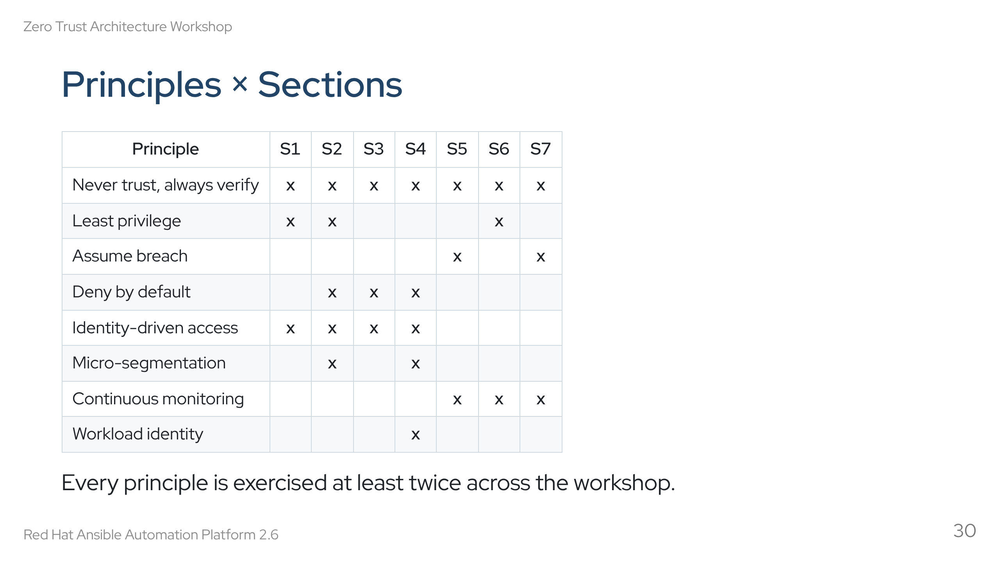 Zero Trust Architecture Workshop
Principles × Sections
Principle S1 S2 S3 S4 S5 S6 S7
Never trust, always verify x x x x x x x
Least privilege x x x
Assume breach x x
Deny by default x x x
Identity-driven access x x x x
Micro-segmentation x x
Continuous monitoring x x x
Workload identity x
Every principle is exercised at least twice across the workshop.
Red Hat Ansible Automation Platform 2.6
30